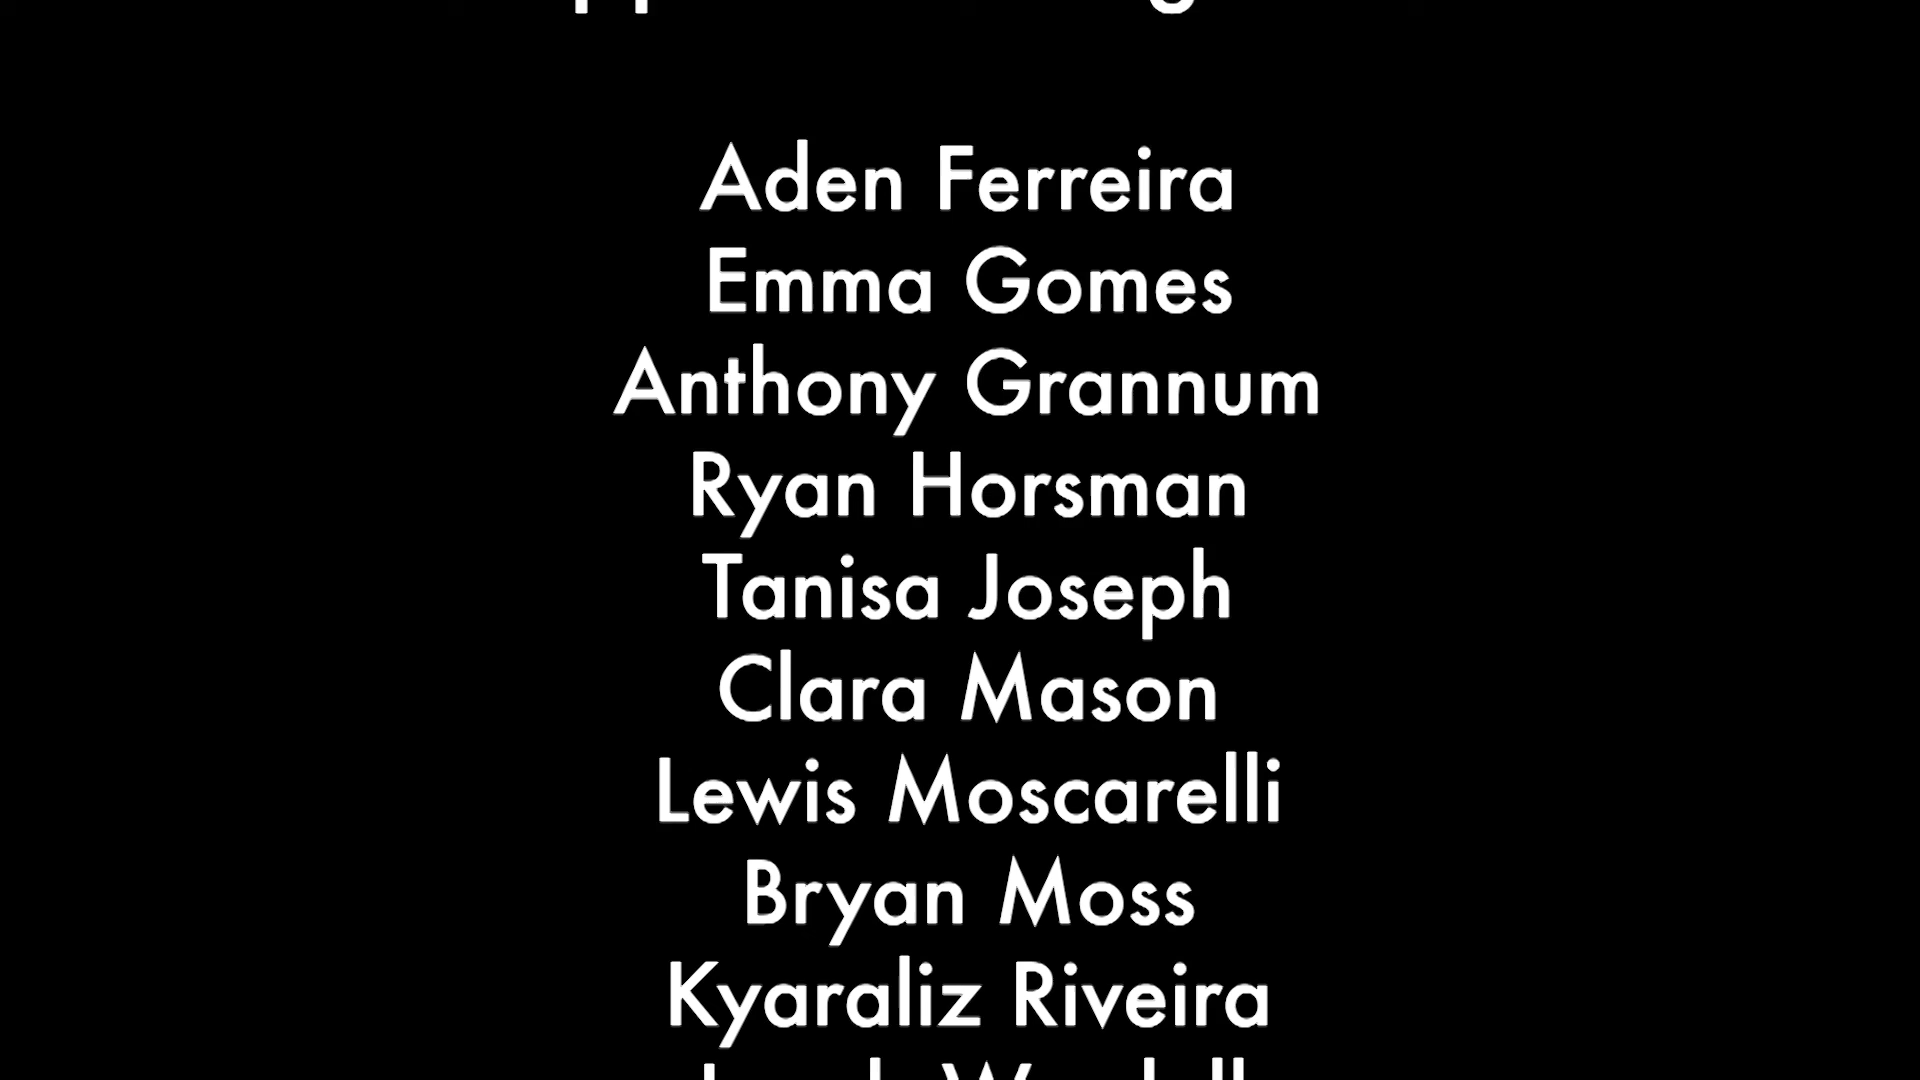 Aden Ferreira
Emma Gomes
Anthony Grannum
Ryan Horsman
Tanisa Joseph
Clara Mason
Lewis Moscarelli
Bryan Moss
Kyaraliz Riveira